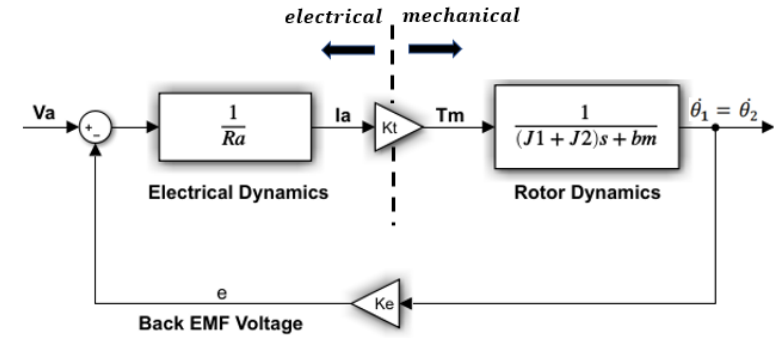 electrical mechanical
Va
+
−
1
Ra
Ia
Kt
Tm
1
(J1 + J2)s + bm
θ̇₁ = θ̇₂
Electrical Dynamics
Rotor Dynamics
e
Ke
Back EMF Voltage